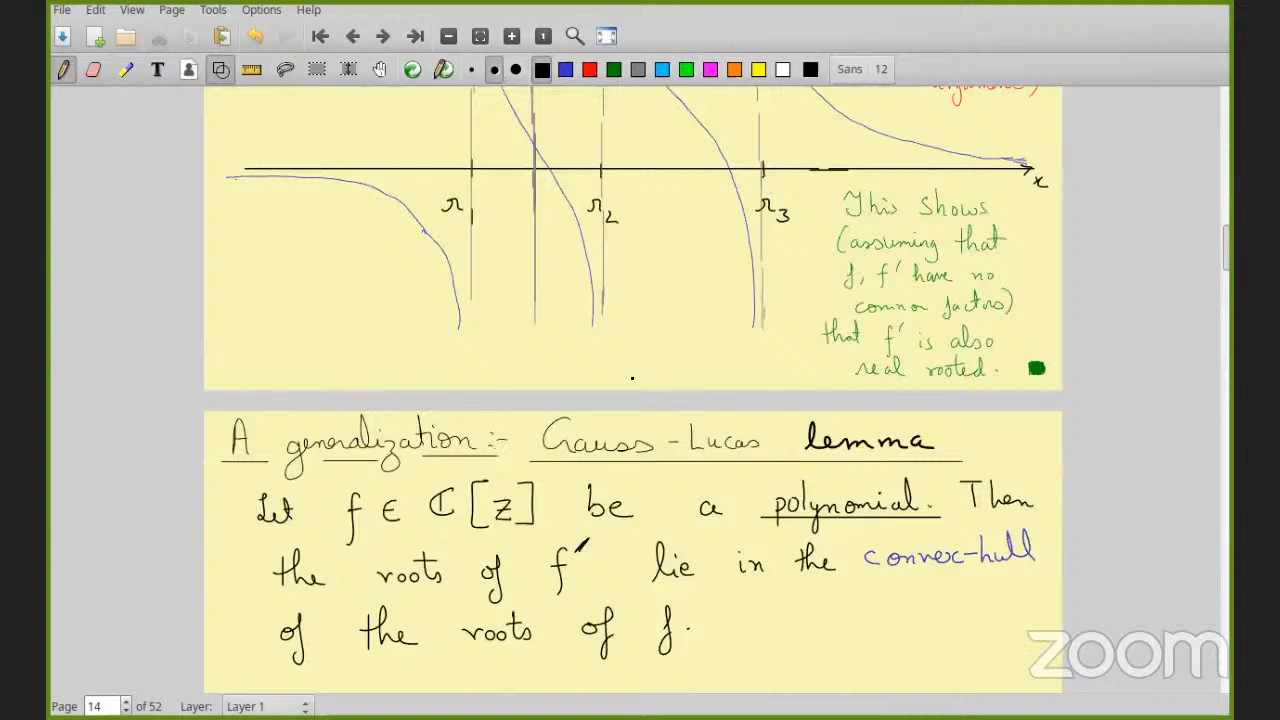 File Edit View Page Tools Options Help
Sans 12
arguments)
x
r1
r2
r3
This shows
(assuming that
f, f' have no
common factors)
that f' is also
real rooted.
A generalization:- Gauss-Lucas lemma
Let f ∈ ℂ[z] be a polynomial. Then
the roots of f' lie in the convex-hull
of the roots of f.
zoom
Page 14 of 52 Layer: Layer 1